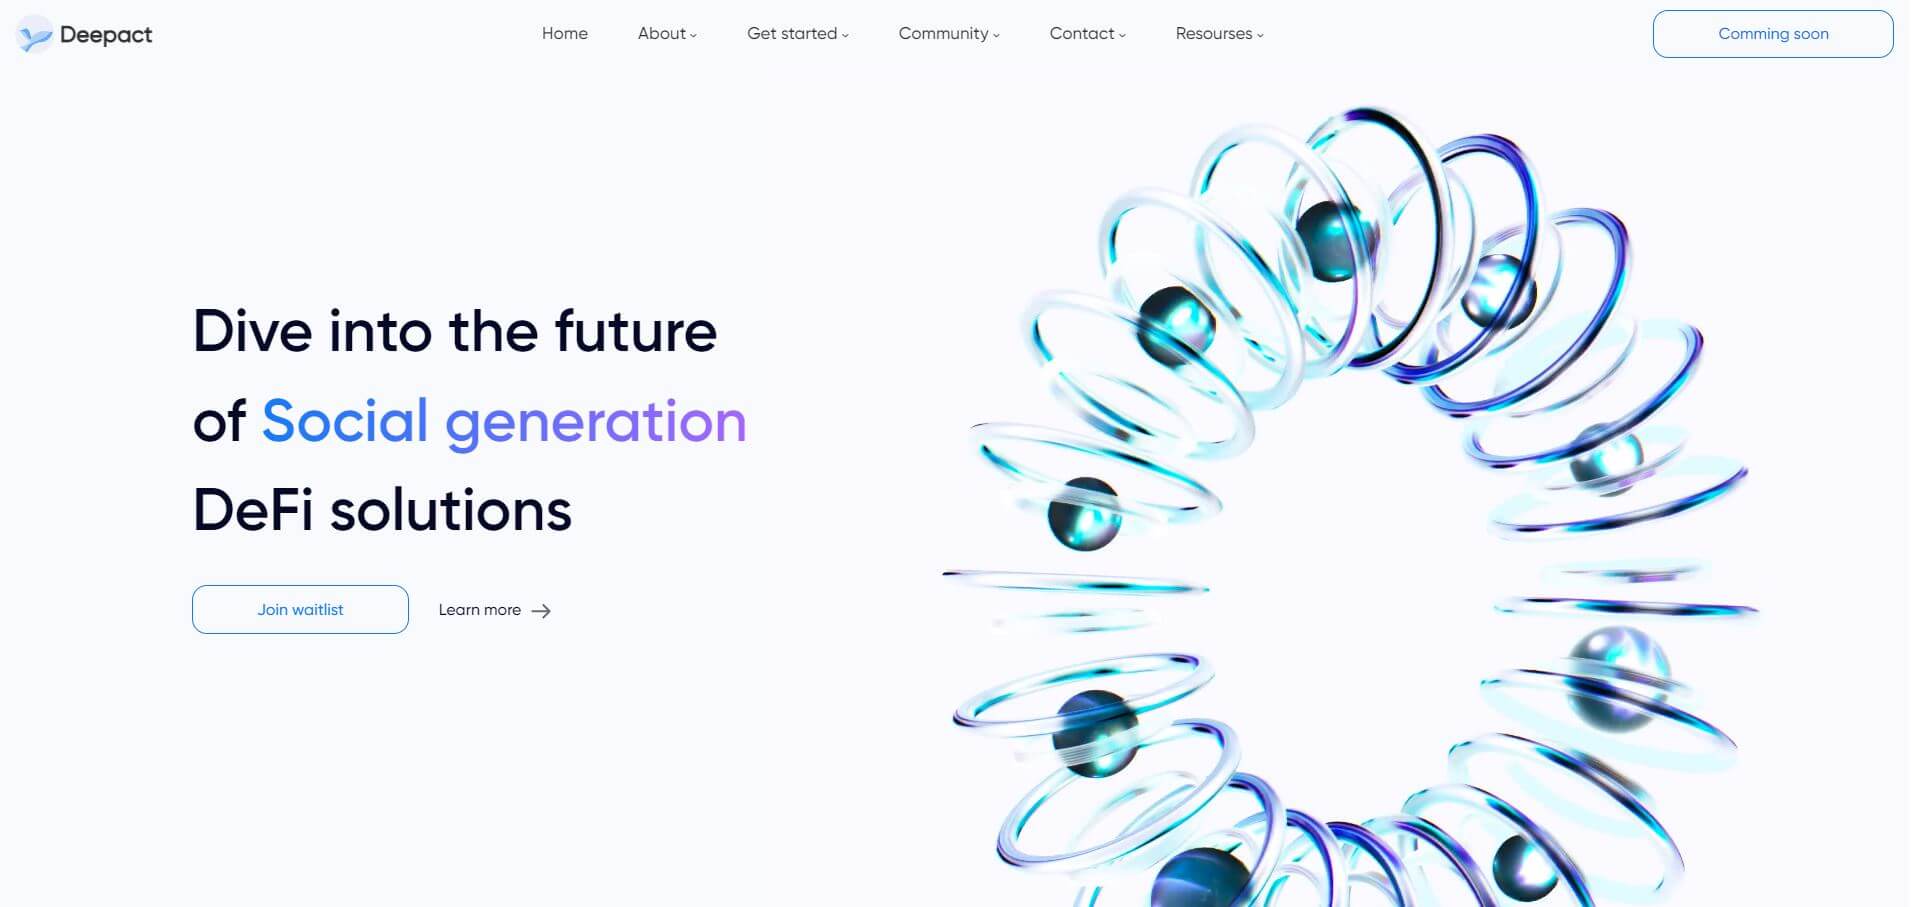 Deepact
Home About Get started Community Contact Resourses
Comming soon
Dive into the future
of Social generation
DeFi solutions
Join waitlist
Learn more